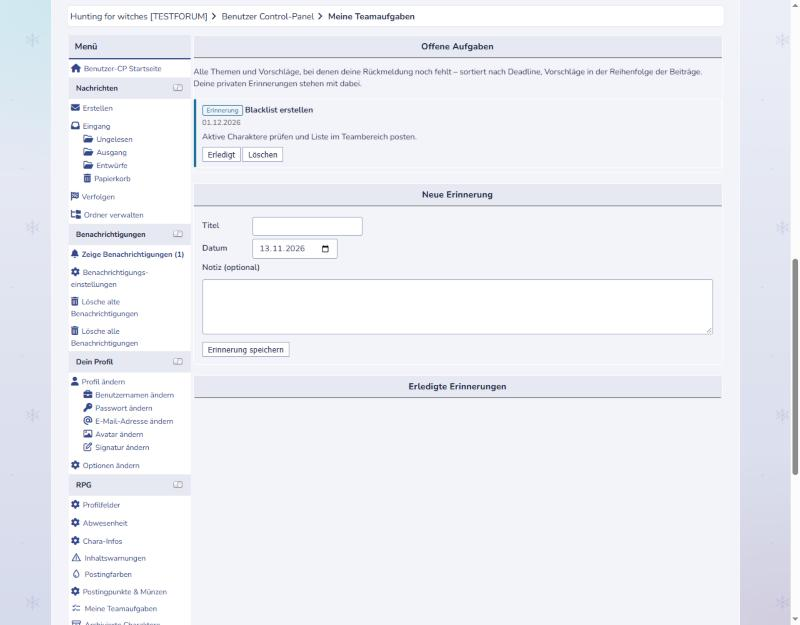 Hunting for witches [TESTFORUM] Benutzer Control-Panel Meine Teamaufgaben
Menü
Benutzer-CP Startseite
Nachrichten
Erstellen
Eingang
Ungelesen
Ausgang
Entwürfe
Papierkorb
Verfolgen
Ordner verwalten
Benachrichtigungen
Zeige Benachrichtigungen (1)
Benachrichtigungs-
einstellungen
Lösche alte
Benachrichtigungen
Lösche alle
Benachrichtigungen
Dein Profil
Profil ändern
Benutzernamen ändern
Passwort ändern
E-Mail-Adresse ändern
Avatar ändern
Signatur ändern
Optionen ändern
RPG
Profilfelder
Abwesenheit
Chara-Infos
Inhaltswarnungen
Postingfarben
Postingpunkte & Münzen
Meine Teamaufgaben
Archivierte Charaktere
Offene Aufgaben
Alle Themen und Vorschläge, bei denen deine Rückmeldung noch fehlt – sortiert nach Deadline, Vorschläge in der Reihenfolge der Beiträge.
Deine privaten Erinnerungen stehen mit dabei.
Erinnerung Blacklist erstellen
01.12.2026
Aktive Charaktere prüfen und Liste im Teambereich posten.
Erledigt Löschen
Neue Erinnerung
Titel
Datum 13.11.2026
Notiz (optional)
Erinnerung speichern
Erledigte Erinnerungen